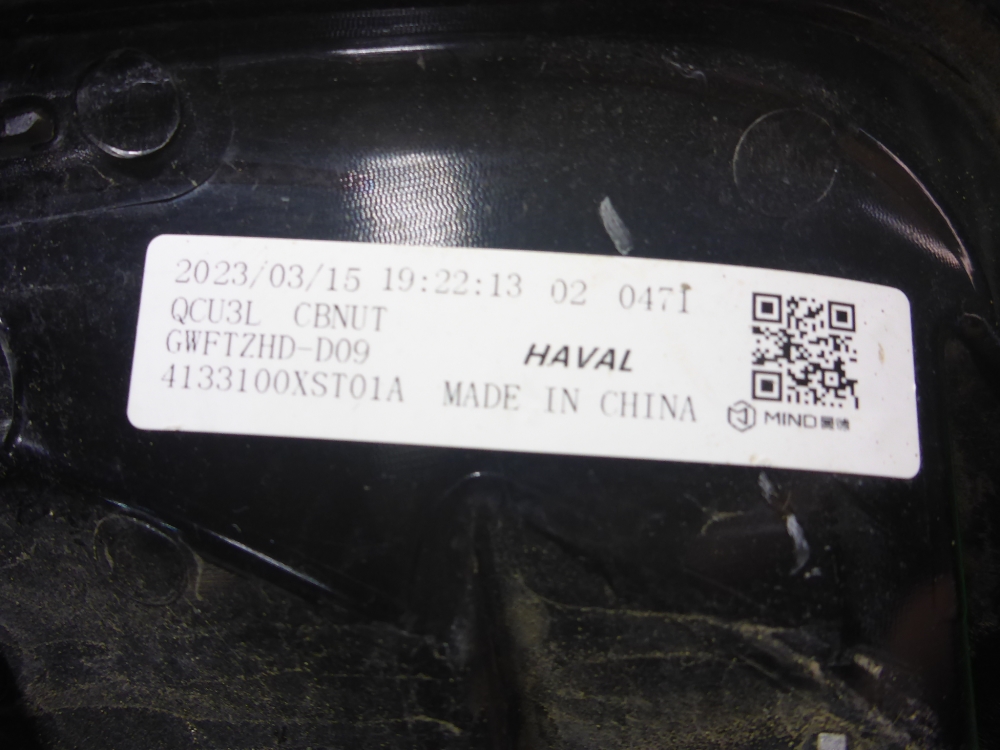 2023/03/15 19:22:13 02 0471
QCU3L CBNUT
GWFTZHD-D09
HAVAL
4133100XST01A MADE IN CHINA
MIND